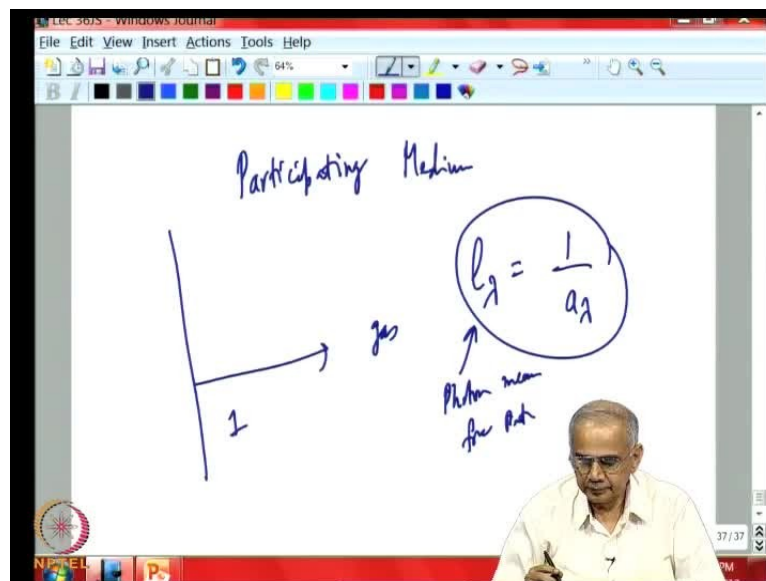 Lec 36JS - Windows Journal
File Edit View Insert Actions Tools Help
64%
B I
Participating Medium
gas
1
l_λ = 1 / a_λ
Photon mean
free Path
37 / 37
NPTEL
PM